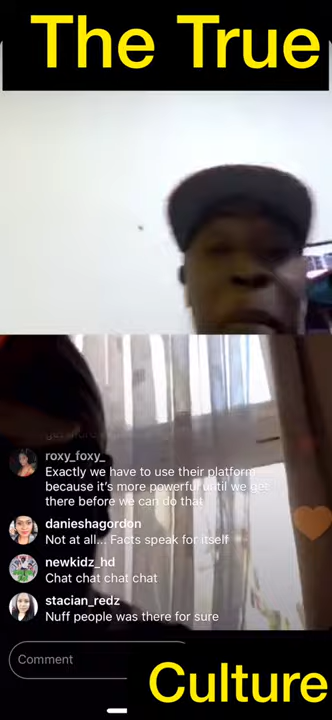 The True
roxy_foxy_
Exactly we have to use their platform
because it's more powerful until we get
there before we can do that
danieshagordon
Not at all... Facts speak for itself
newkidz_hd
Chat chat chat chat
stacian_redz
Nuff people was there for sure
Comment
Culture